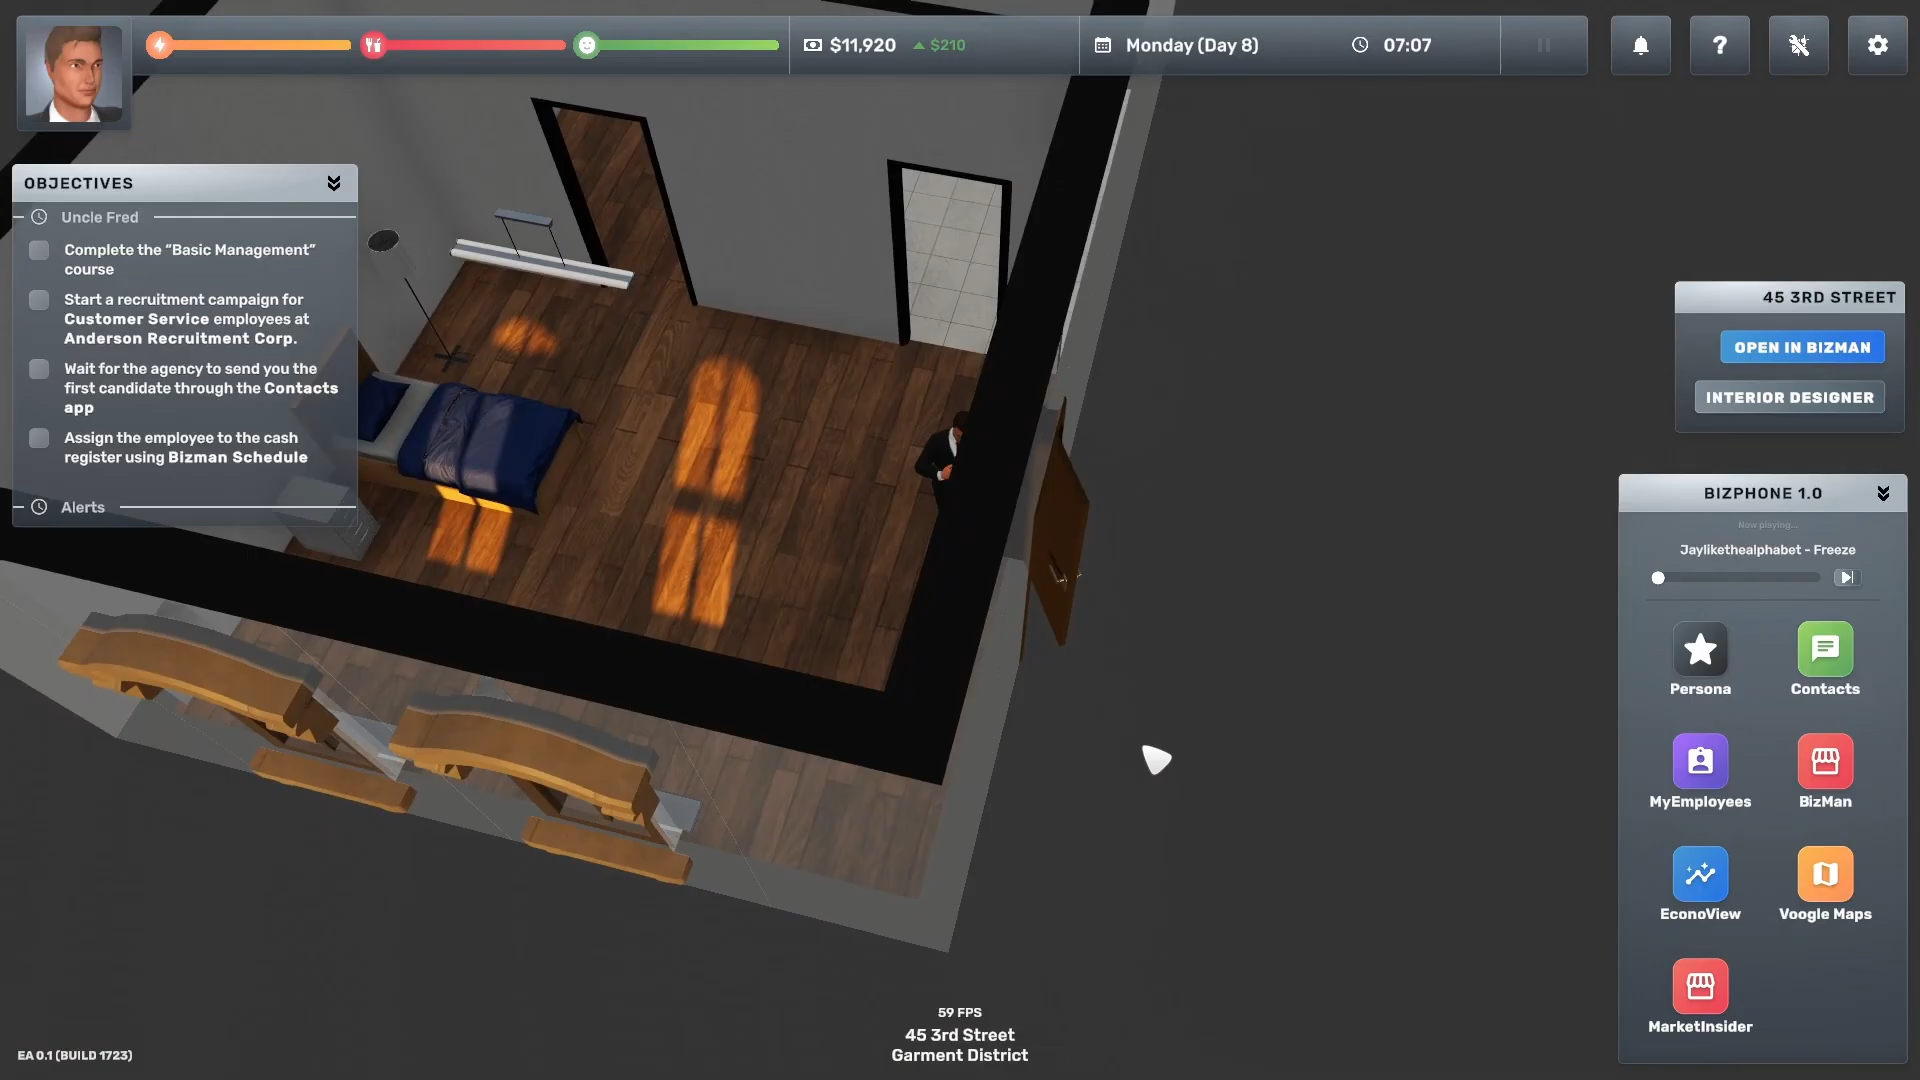 $11,920
$210
Monday (Day 8)
07:07
?
OBJECTIVES
Uncle Fred
Complete the “Basic Management”
course
Start a recruitment campaign for
Customer Service employees at
Anderson Recruitment Corp.
Wait for the agency to send you the
first candidate through the Contacts
app
Assign the employee to the cash
register using Bizman Schedule
Alerts
45 3RD STREET
OPEN IN BIZMAN
INTERIOR DESIGNER
BIZPHONE 1.0
Now playing...
Jaylikethealphabet - Freeze
Persona
Contacts
MyEmployees
BizMan
EconoView
Voogle Maps
MarketInsider
59 FPS
45 3rd Street
Garment District
EA 0.1 (BUILD 1723)